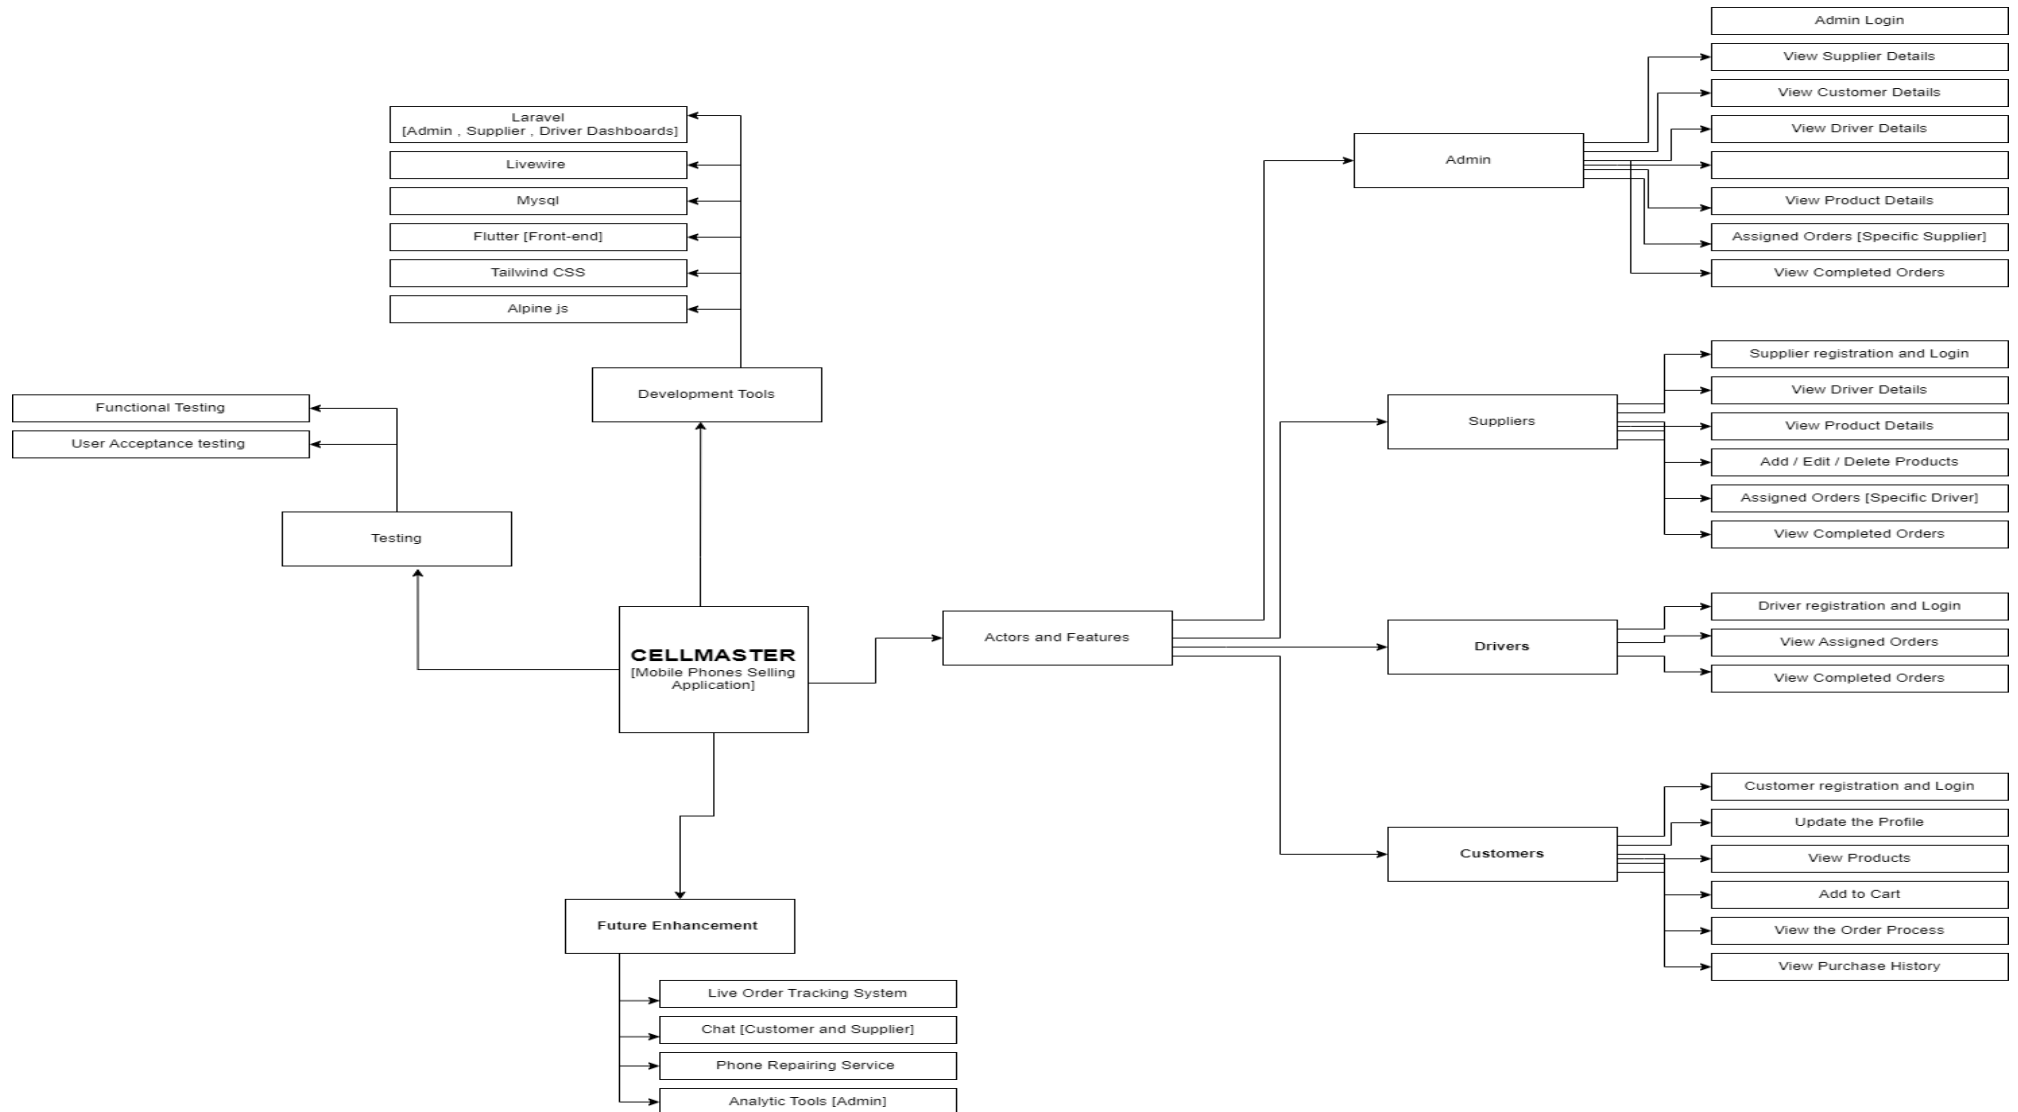 Admin Login
View Supplier Details
View Customer Details
View Driver Details
View Product Details
Assigned Orders [Specific Supplier]
View Completed Orders
Admin
Laravel
[Admin , Supplier , Driver Dashboards]
Livewire
Mysql
Flutter [Front-end]
Tailwind CSS
Alpine js
Development Tools
Functional Testing
User Acceptance testing
Testing
CELLMASTER
[Mobile Phones Selling
Application]
Actors and Features
Suppliers
Supplier registration and Login
View Driver Details
View Product Details
Add / Edit / Delete Products
Assigned Orders [Specific Driver]
View Completed Orders
Drivers
Driver registration and Login
View Assigned Orders
View Completed Orders
Customers
Customer registration and Login
Update the Profile
View Products
Add to Cart
View the Order Process
View Purchase History
Future Enhancement
Live Order Tracking System
Chat [Customer and Supplier]
Phone Repairing Service
Analytic Tools [Admin]